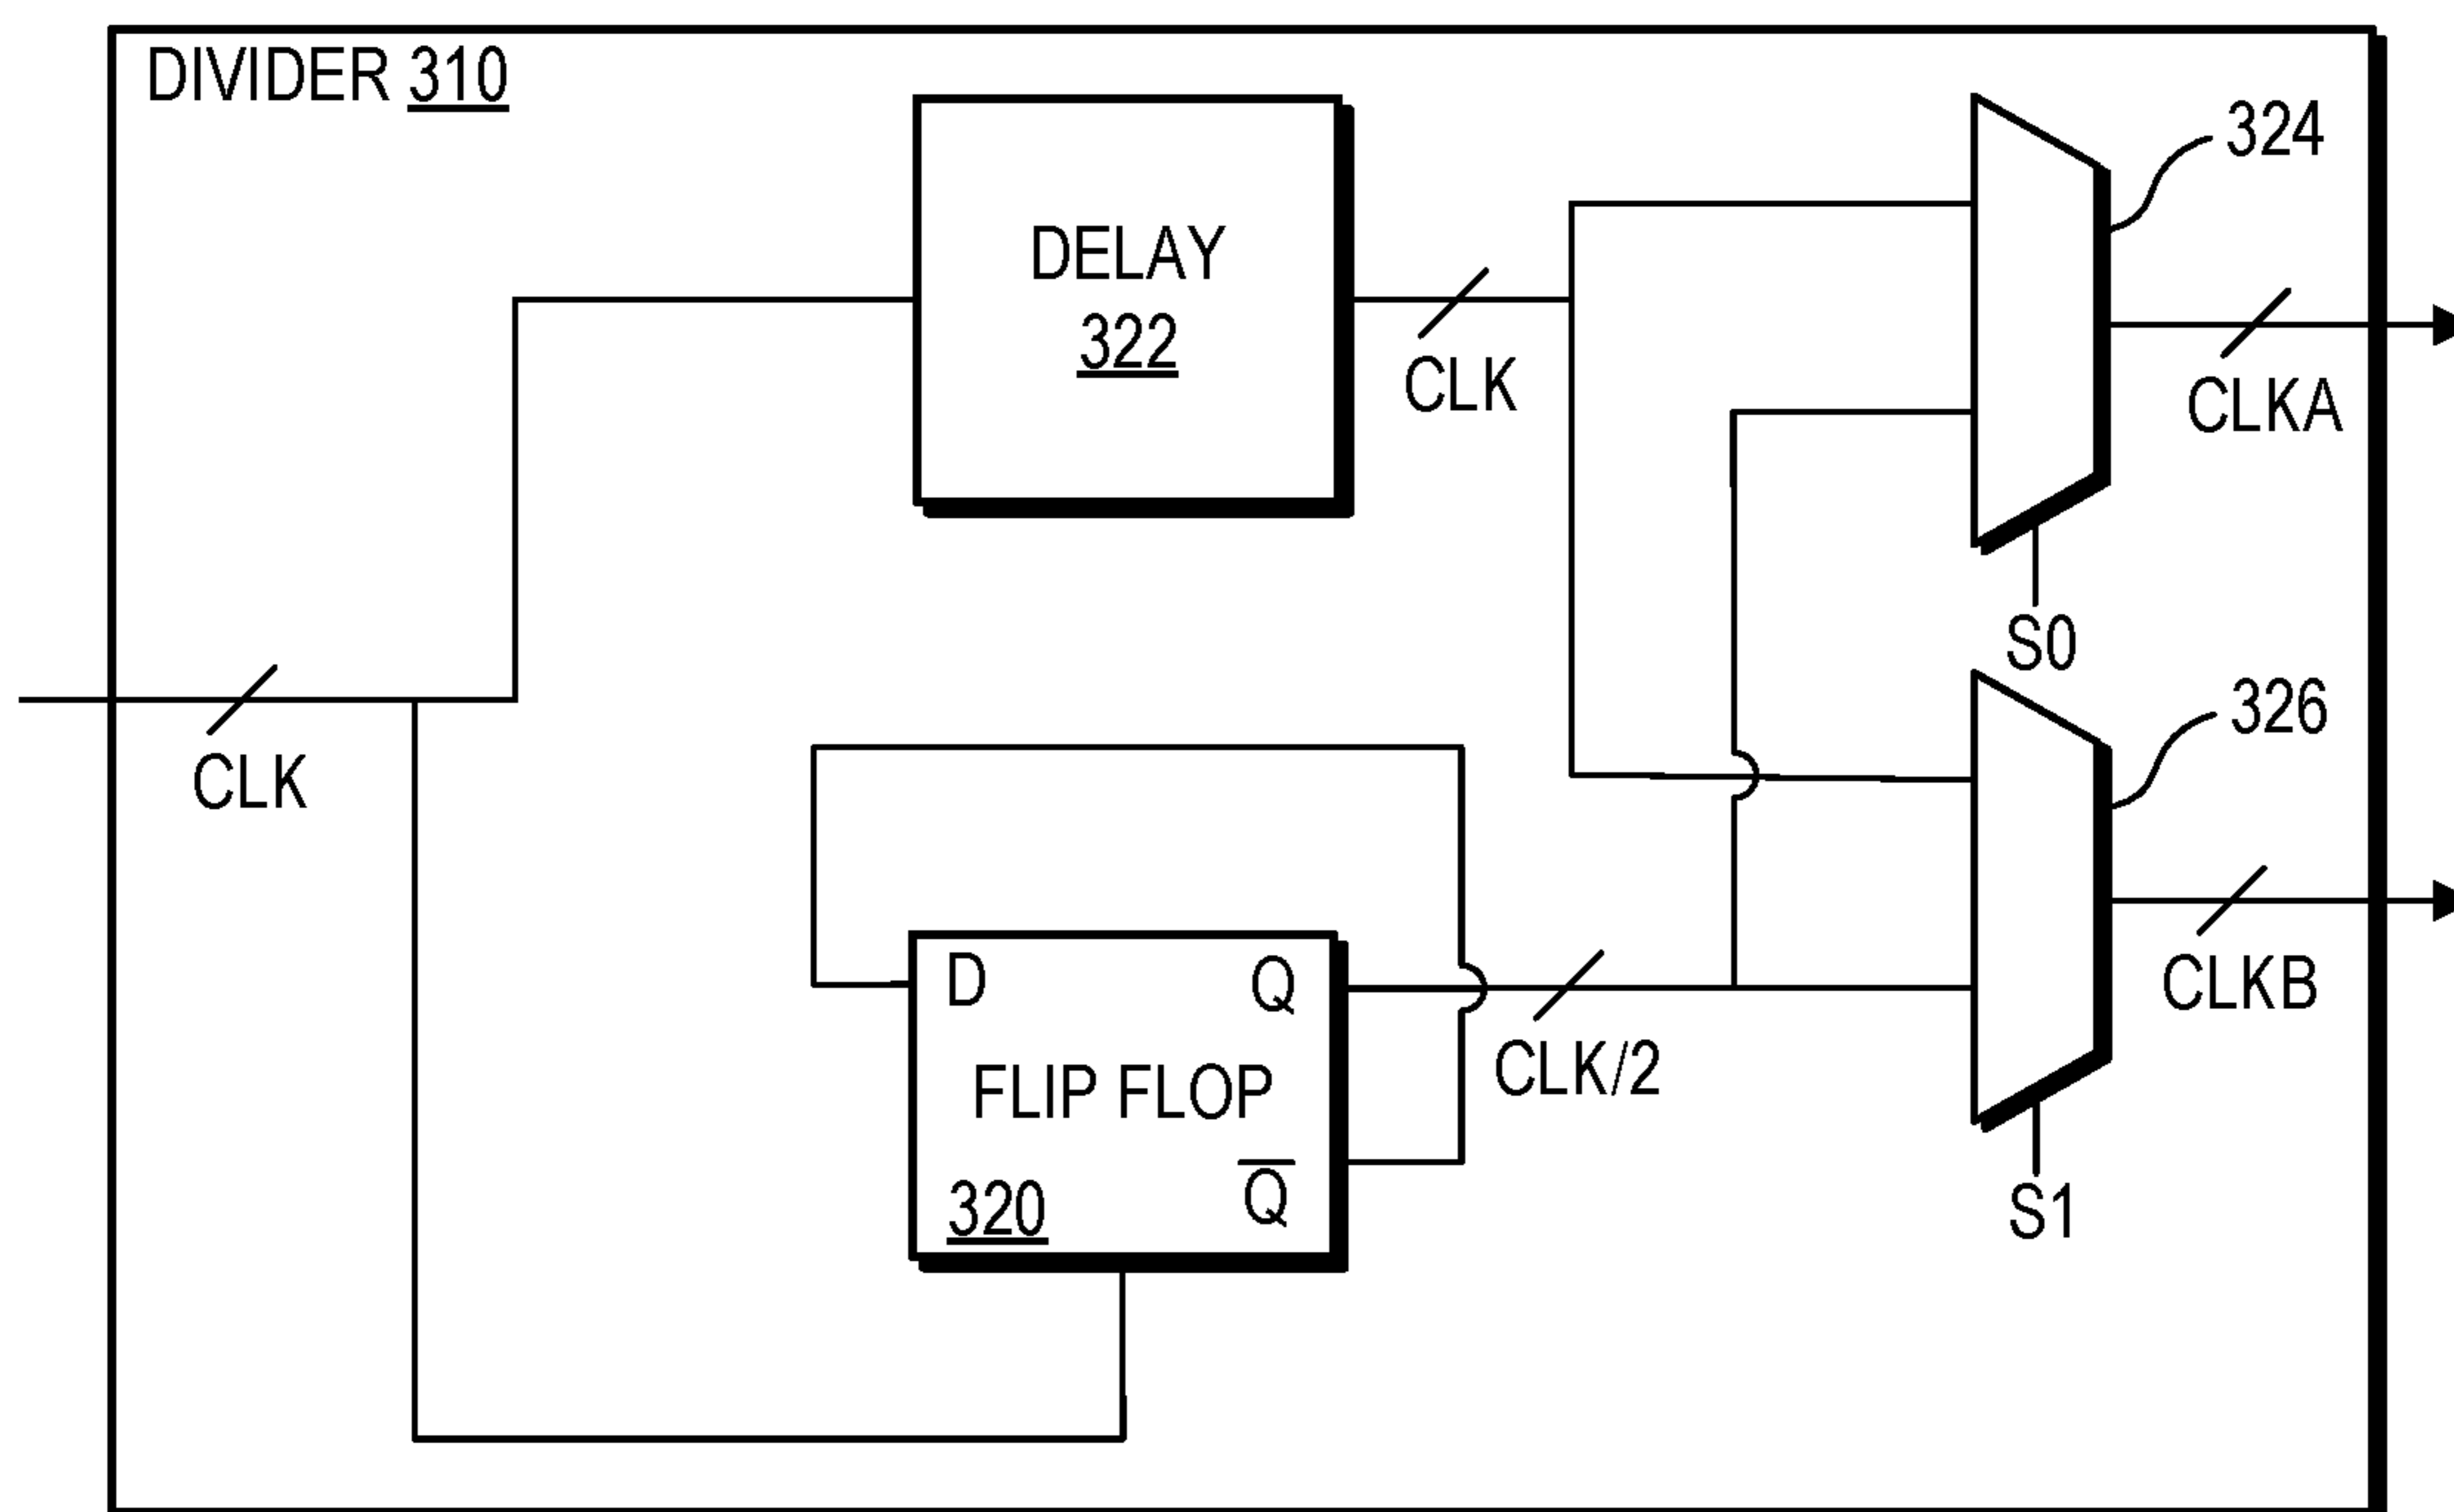 DIVIDER 310
DELAY
322
CLK
324
CLKA
S0
CLK
326
CLKB
S1
D
Q
FLIP FLOP
320
Q̅
CLK/2